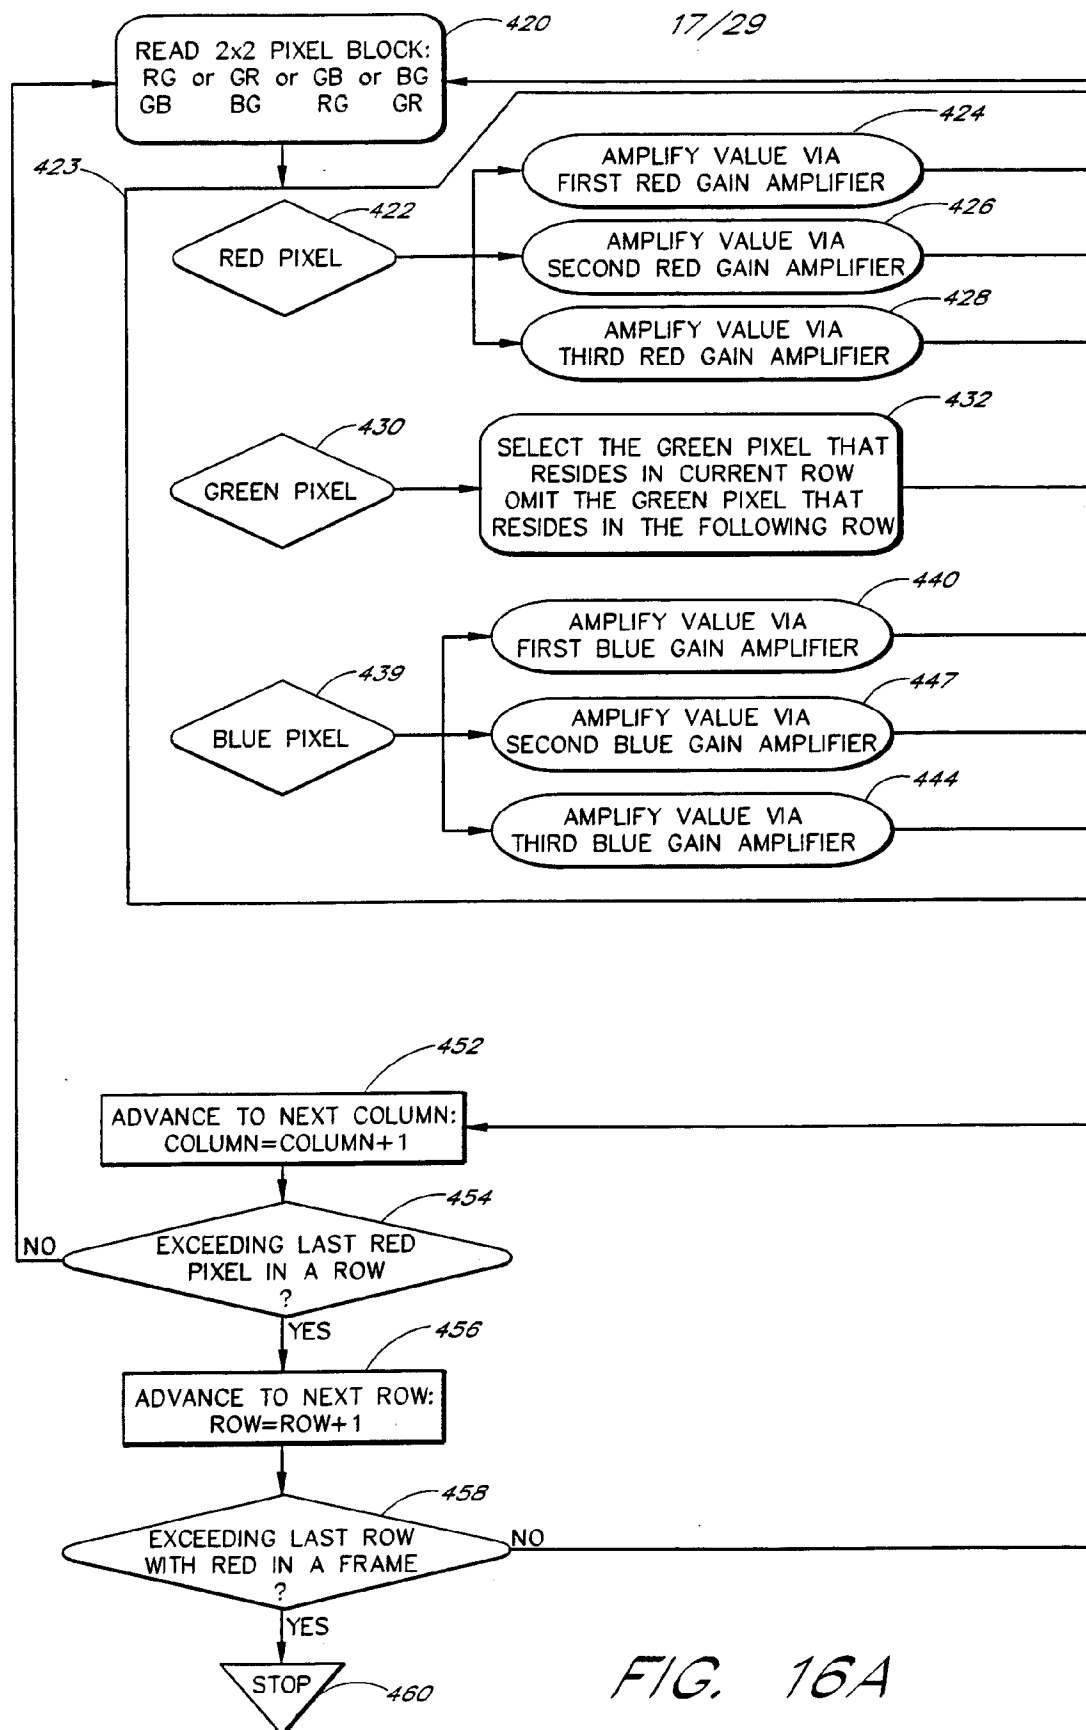 17/29
420
READ 2x2 PIXEL BLOCK:
RG or GR or GB or BG
GB BG RG GR
423
422
RED PIXEL
424
AMPLIFY VALUE VIA
FIRST RED GAIN AMPLIFIER
426
AMPLIFY VALUE VIA
SECOND RED GAIN AMPLIFIER
428
AMPLIFY VALUE VIA
THIRD RED GAIN AMPLIFIER
430
GREEN PIXEL
432
SELECT THE GREEN PIXEL THAT
RESIDES IN CURRENT ROW
OMIT THE GREEN PIXEL THAT
RESIDES IN THE FOLLOWING ROW
439
BLUE PIXEL
440
AMPLIFY VALUE VIA
FIRST BLUE GAIN AMPLIFIER
447
AMPLIFY VALUE VIA
SECOND BLUE GAIN AMPLIFIER
444
AMPLIFY VALUE VIA
THIRD BLUE GAIN AMPLIFIER
452
ADVANCE TO NEXT COLUMN:
COLUMN=COLUMN+1
454
EXCEEDING LAST RED
PIXEL IN A ROW
?
NO
YES
456
ADVANCE TO NEXT ROW:
ROW=ROW+1
458
EXCEEDING LAST ROW
WITH RED IN A FRAME
?
NO
YES
STOP
460
FIG. 16A